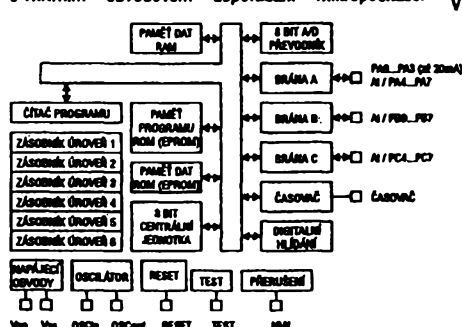 PAMĚŤ DAT
RAM
8 BIT A/D
PŘEVODNÍK
BRÁNA A
PA0...PA3 (až 20mA)
AI / PA4...PA7
ČÍTAČ PROGRAMU
PAMĚŤ
PROGRAMU
ROM (EPROM)
BRÁNA B
AI / PB0...PB7
ZÁSOBNÍK ÚROVEŇ 1
ZÁSOBNÍK ÚROVEŇ 2
ZÁSOBNÍK ÚROVEŇ 3
ZÁSOBNÍK ÚROVEŇ 4
ZÁSOBNÍK ÚROVEŇ 5
ZÁSOBNÍK ÚROVEŇ 6
PAMĚŤ DAT
ROM (EPROM)
BRÁNA C
AI / PC4...PC7
8 BIT
CENTRÁLNÍ
JEDNOTKA
ČASOVAČ
ČASOVAČ
DIGITALNÍ
HLÍDÁNÍ
NAPÁJECÍ
OBVODY
OSCILÁTOR
RESET
TEST
PŘERUŠENÍ
OSCin
RESET
TEST
NMI